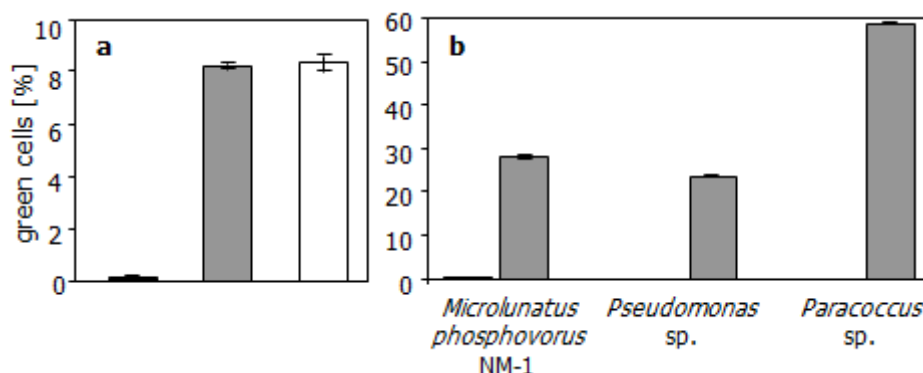 a
green cells [%]
10
8
6
4
2
0
b
60
50
40
30
20
10
0
Microlunatus
phosphovorus
NM-1
Pseudomonas
sp.
Paracoccus
sp.